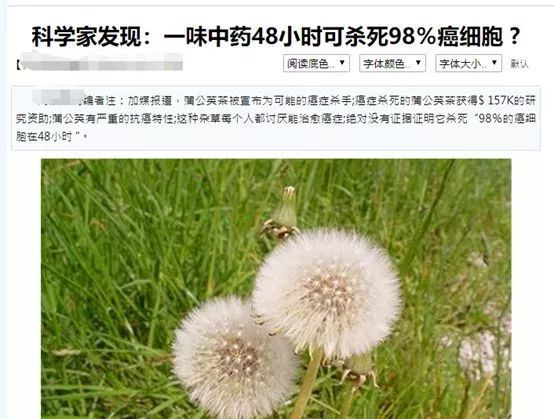 科学家发现：一味中药48小时可杀死98%癌细胞？
【
阅读底色.. 字体颜色.. 字体大小.. 默认
编者注：加媒报道，蒲公英茶被宣布为可能的癌症杀手;癌症杀死的蒲公英茶获得$ 157K的研
究资助;蒲公英有严重的抗癌特性;这种杂草每个人都讨厌能治愈癌症;绝对没有证据证明它杀死“98%的癌细
胞在48小时”。